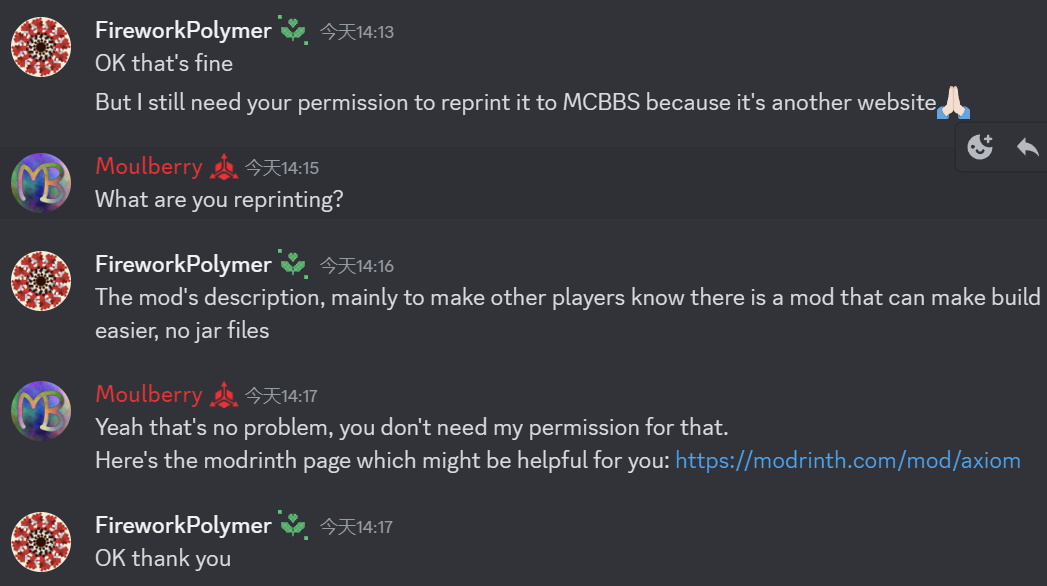 FireworkPolymer 今天14:13
OK that's fine
But I still need your permission to reprint it to MCBBS because it's another website🙏🏻
MB
Moulberry 今天14:15
What are you reprinting?
FireworkPolymer 今天14:16
The mod's description, mainly to make other players know there is a mod that can make build
easier, no jar files
MB
Moulberry 今天14:17
Yeah that's no problem, you don't need my permission for that.
Here's the modrinth page which might be helpful for you: https://modrinth.com/mod/axiom
FireworkPolymer 今天14:17
OK thank you